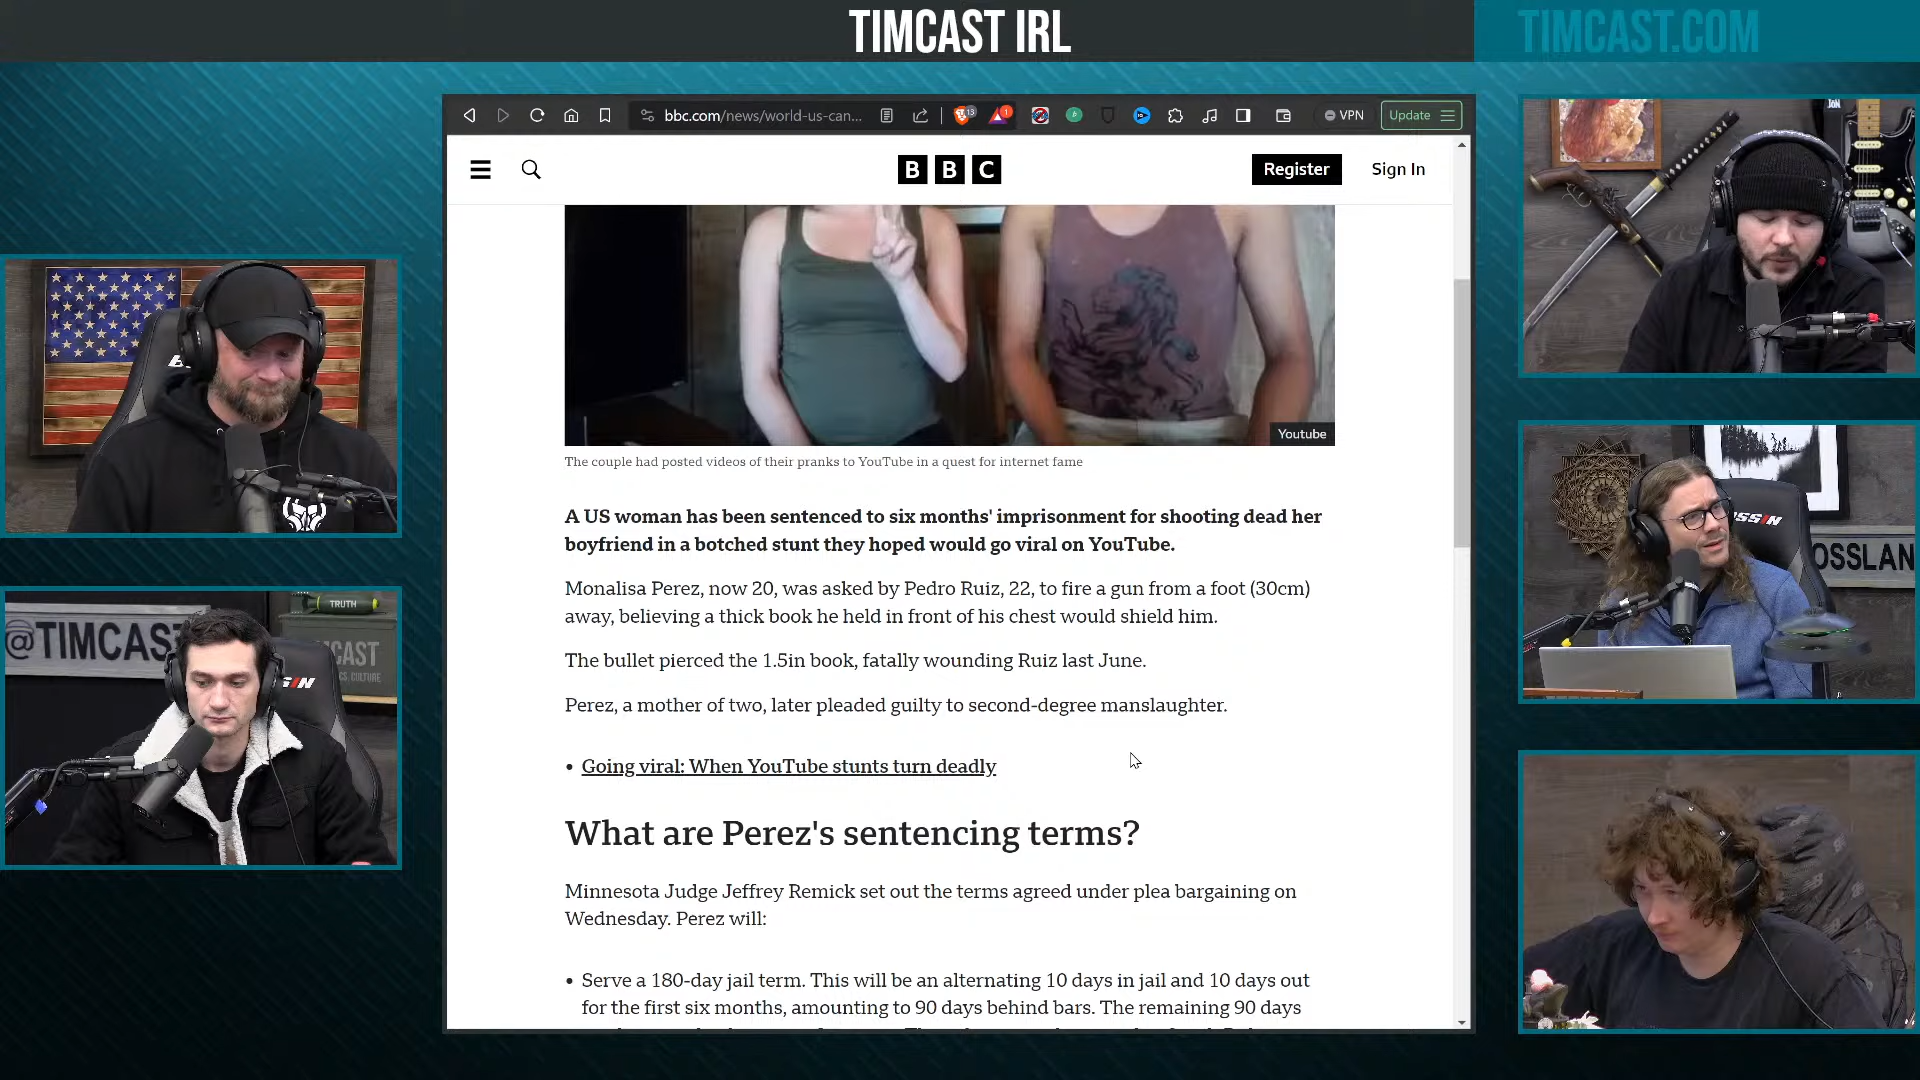 TIMCAST IRL
TIMCAST.COM
bbc.com/news/world-us-can...
13
1
VPN
Update
BBC
Register
Sign In
Youtube
The couple had posted videos of their pranks to YouTube in a quest for internet fame
A US woman has been sentenced to six months' imprisonment for shooting dead her
boyfriend in a botched stunt they hoped would go viral on YouTube.
Monalisa Perez, now 20, was asked by Pedro Ruiz, 22, to fire a gun from a foot (30cm)
away, believing a thick book he held in front of his chest would shield him.
The bullet pierced the 1.5in book, fatally wounding Ruiz last June.
Perez, a mother of two, later pleaded guilty to second-degree manslaughter.
• Going viral: When YouTube stunts turn deadly
What are Perez's sentencing terms?
Minnesota Judge Jeffrey Remick set out the terms agreed under plea bargaining on
Wednesday. Perez will:
• Serve a 180-day jail term. This will be an alternating 10 days in jail and 10 days out
for the first six months, amounting to 90 days behind bars. The remaining 90 days
@TIMCAST
TRUTH
CAST
CULTURE
OSSLAN